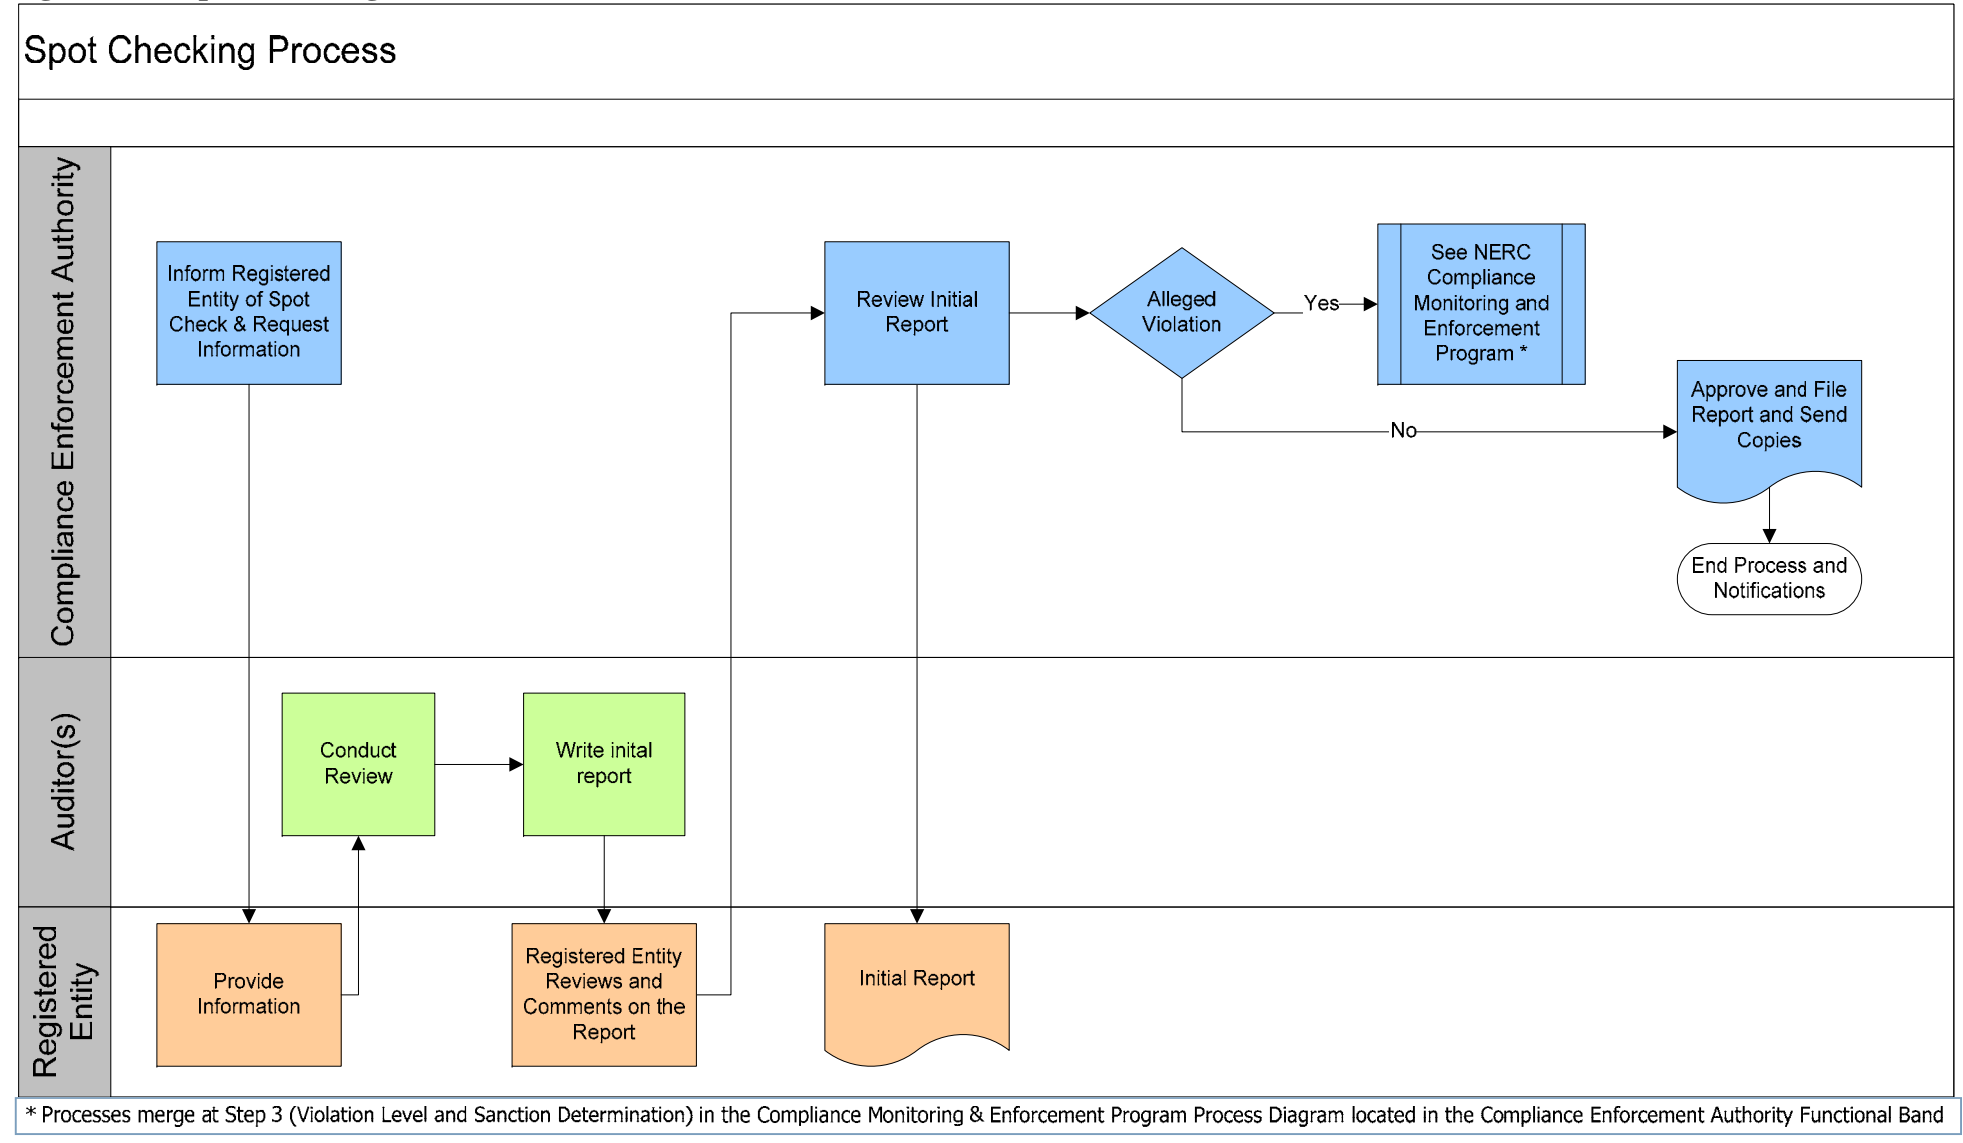 Spot Checking Process
Compliance Enforcement Authority
Inform Registered
Entity of Spot
Check & Request
Information
Review Initial
Report
Alleged
Violation
Yes
See NERC
Compliance
Monitoring and
Enforcement
Program *
No
Approve and File
Report and Send
Copies
End Process and
Notifications
Auditor(s)
Conduct
Review
Write inital
report
Registered
Entity
Provide
Information
Registered Entity
Reviews and
Comments on the
Report
Initial Report
* Processes merge at Step 3 (Violation Level and Sanction Determination) in the Compliance Monitoring & Enforcement Program Process Diagram located in the Compliance Enforcement Authority Functional Band